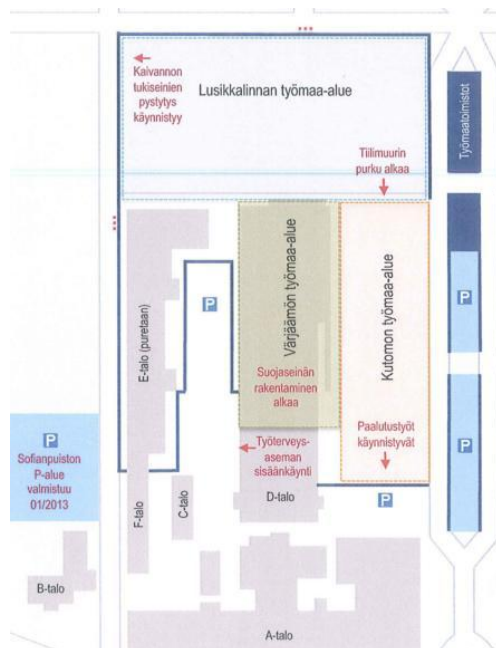 Kaivannon
tukiseinien
pystytys
käynnistyy
Lusikkalinnan työmaa-alue
Työmaatoimistot
Tiilimuurin
purku alkaa
E-talo (puretaan)
P
Värjäämön työmaa-alue
Kutomon työmaa-alue
P
Suojaseinän
rakentaminen
alkaa
P
Sofianpuiston
P-alue
valmistuu
01/2013
Työterveys-
aseman
sisäänkäynti
Paalutustyöt
käynnistyvät
P
F-talo
C-talo
D-talo
P
B-talo
A-talo